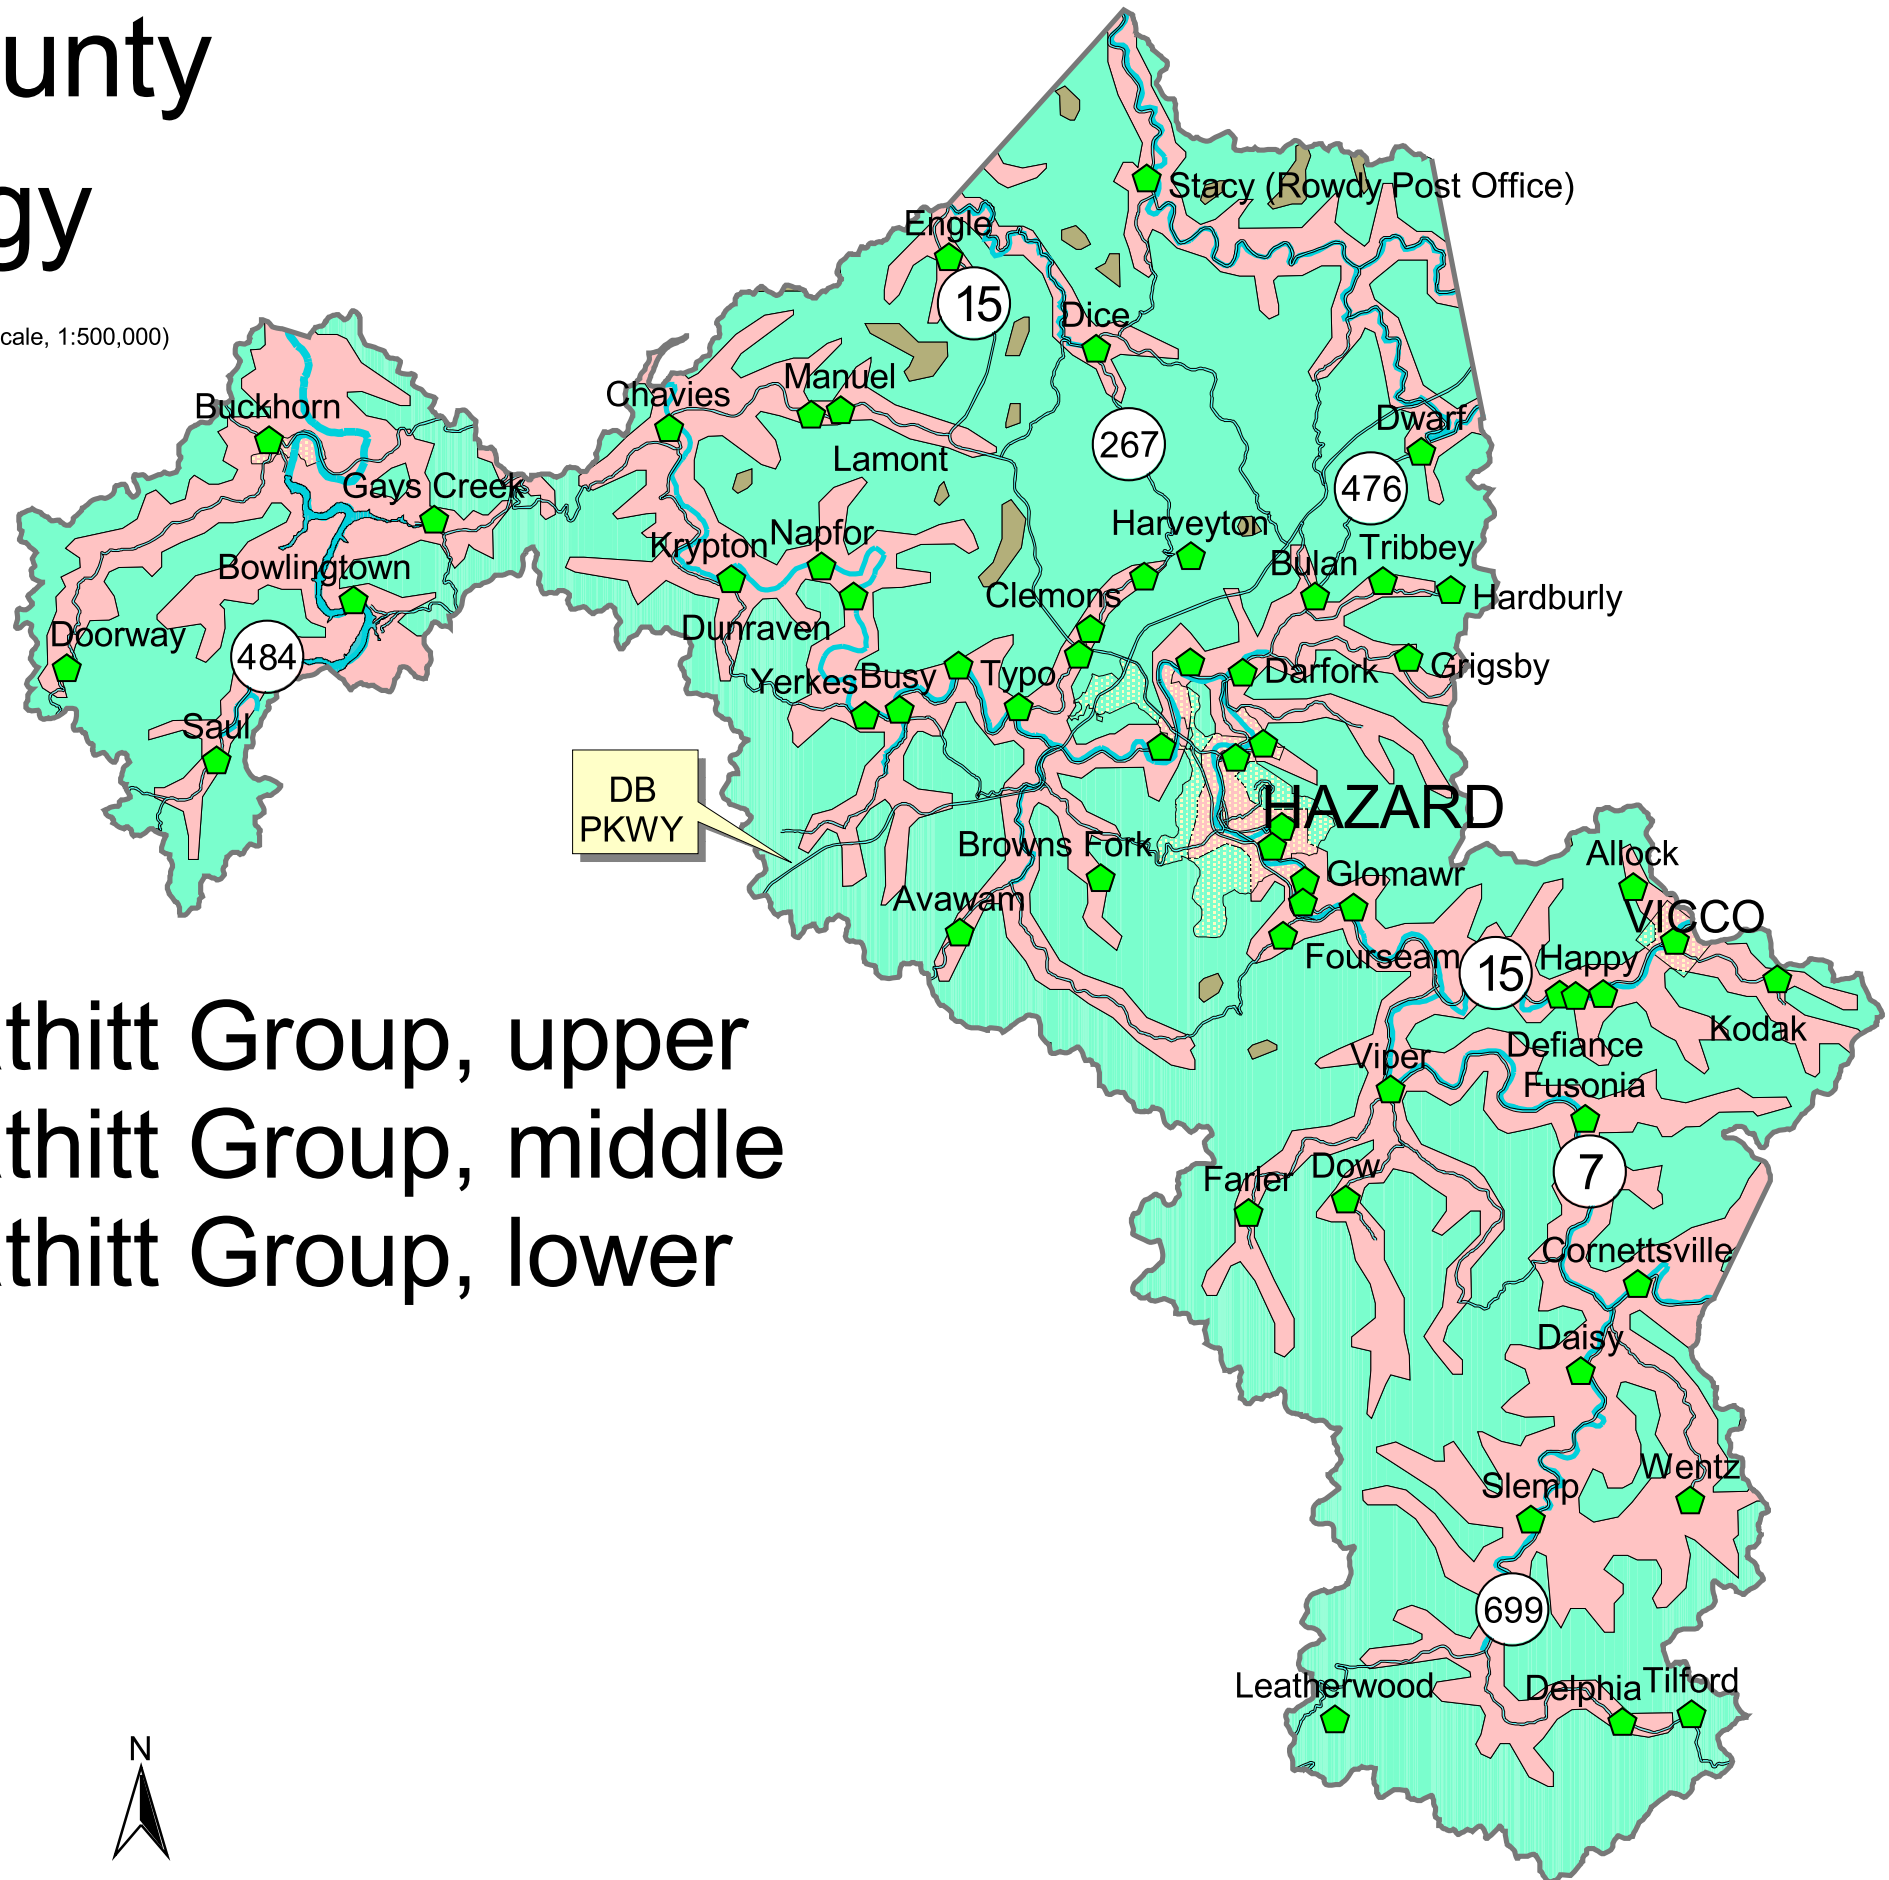 unty
gy
cale, 1:500,000)
Stacy (Rowdy Post Office)
Engle
15
Dice
Manuel
Chavies
Buckhorn
Dwarf
267
Lamont
476
Gays Creek
Harveyton
Napfor
Krypton
Tribbey
Bulan
Bowlingtown
Clemons
Hardburly
Dunraven
Doorway
484
Grigsby
Darfork
Typo
Busy
Yerkes
Saul
DB
PKWY
HAZARD
Browns Fork
Allock
Glomawr
Avawam
VICCO
Fourseam
Happy
15
Kodak
thitt Group, upper
Defiance
Viper
Fusonia
thitt Group, middle
Dow
7
Farler
thitt Group, lower
Cornettsville
Daisy
Wentz
Slemp
699
Tilford
Leatherwood
Delphia
N